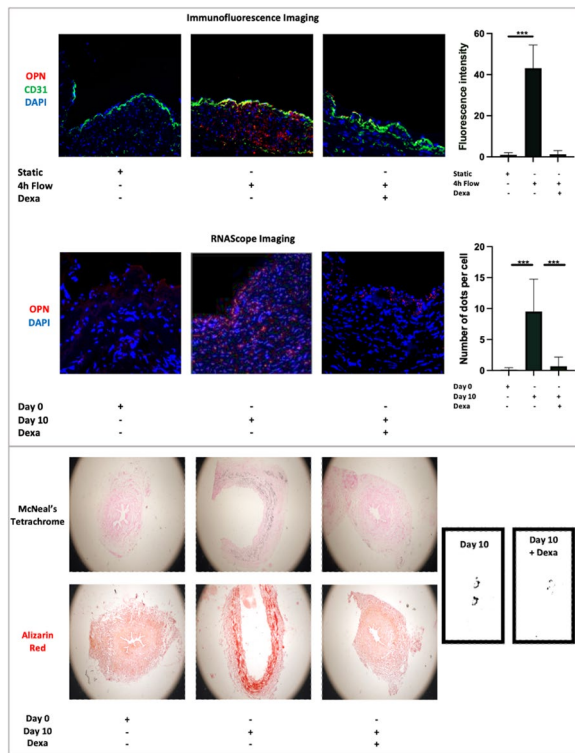 Immunofluorescence Imaging
OPN
CD31
DAPI
Static + - -
4h Flow - + +
Dexa - - +
Fluorescence intensity
60
40
20
0
***
Static + - -
4h Flow - + +
Dexa - - +
RNAScope Imaging
OPN
DAPI
Day 0 + - -
Day 10 - + +
Dexa - - +
Number of dots per cell
20
15
10
5
0
*** ***
Day 0 + - -
Day 10 - + +
Dexa - - +
McNeal's
Tetrachrome
Alizarin
Red
Day 0 + - -
Day 10 - + +
Dexa - - +
Day 10
Day 10
+ Dexa